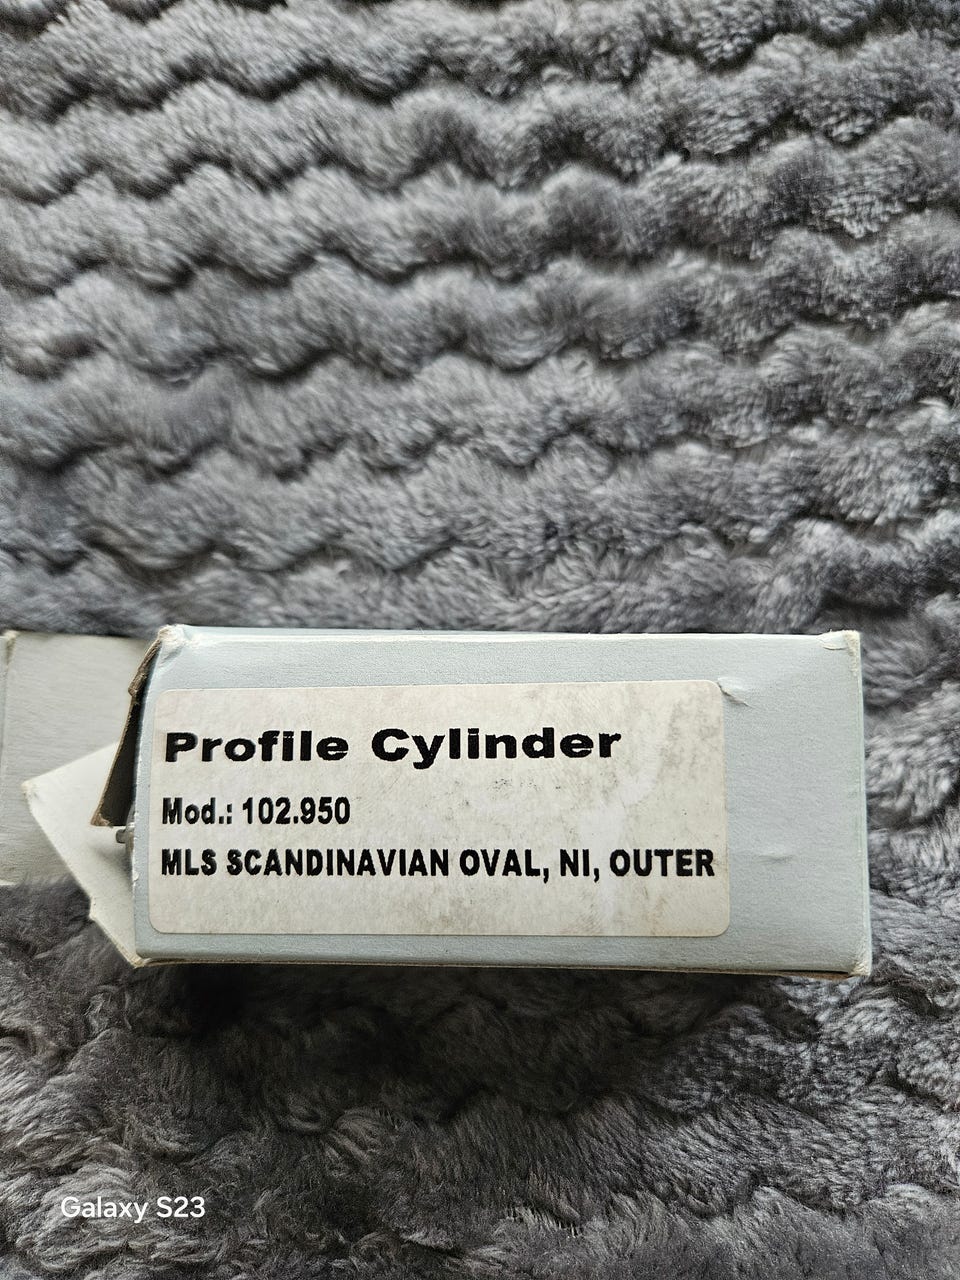 Profile Cylinder
Mod.: 102.950
MLS SCANDINAVIAN OVAL, NI, OUTER
Galaxy S23